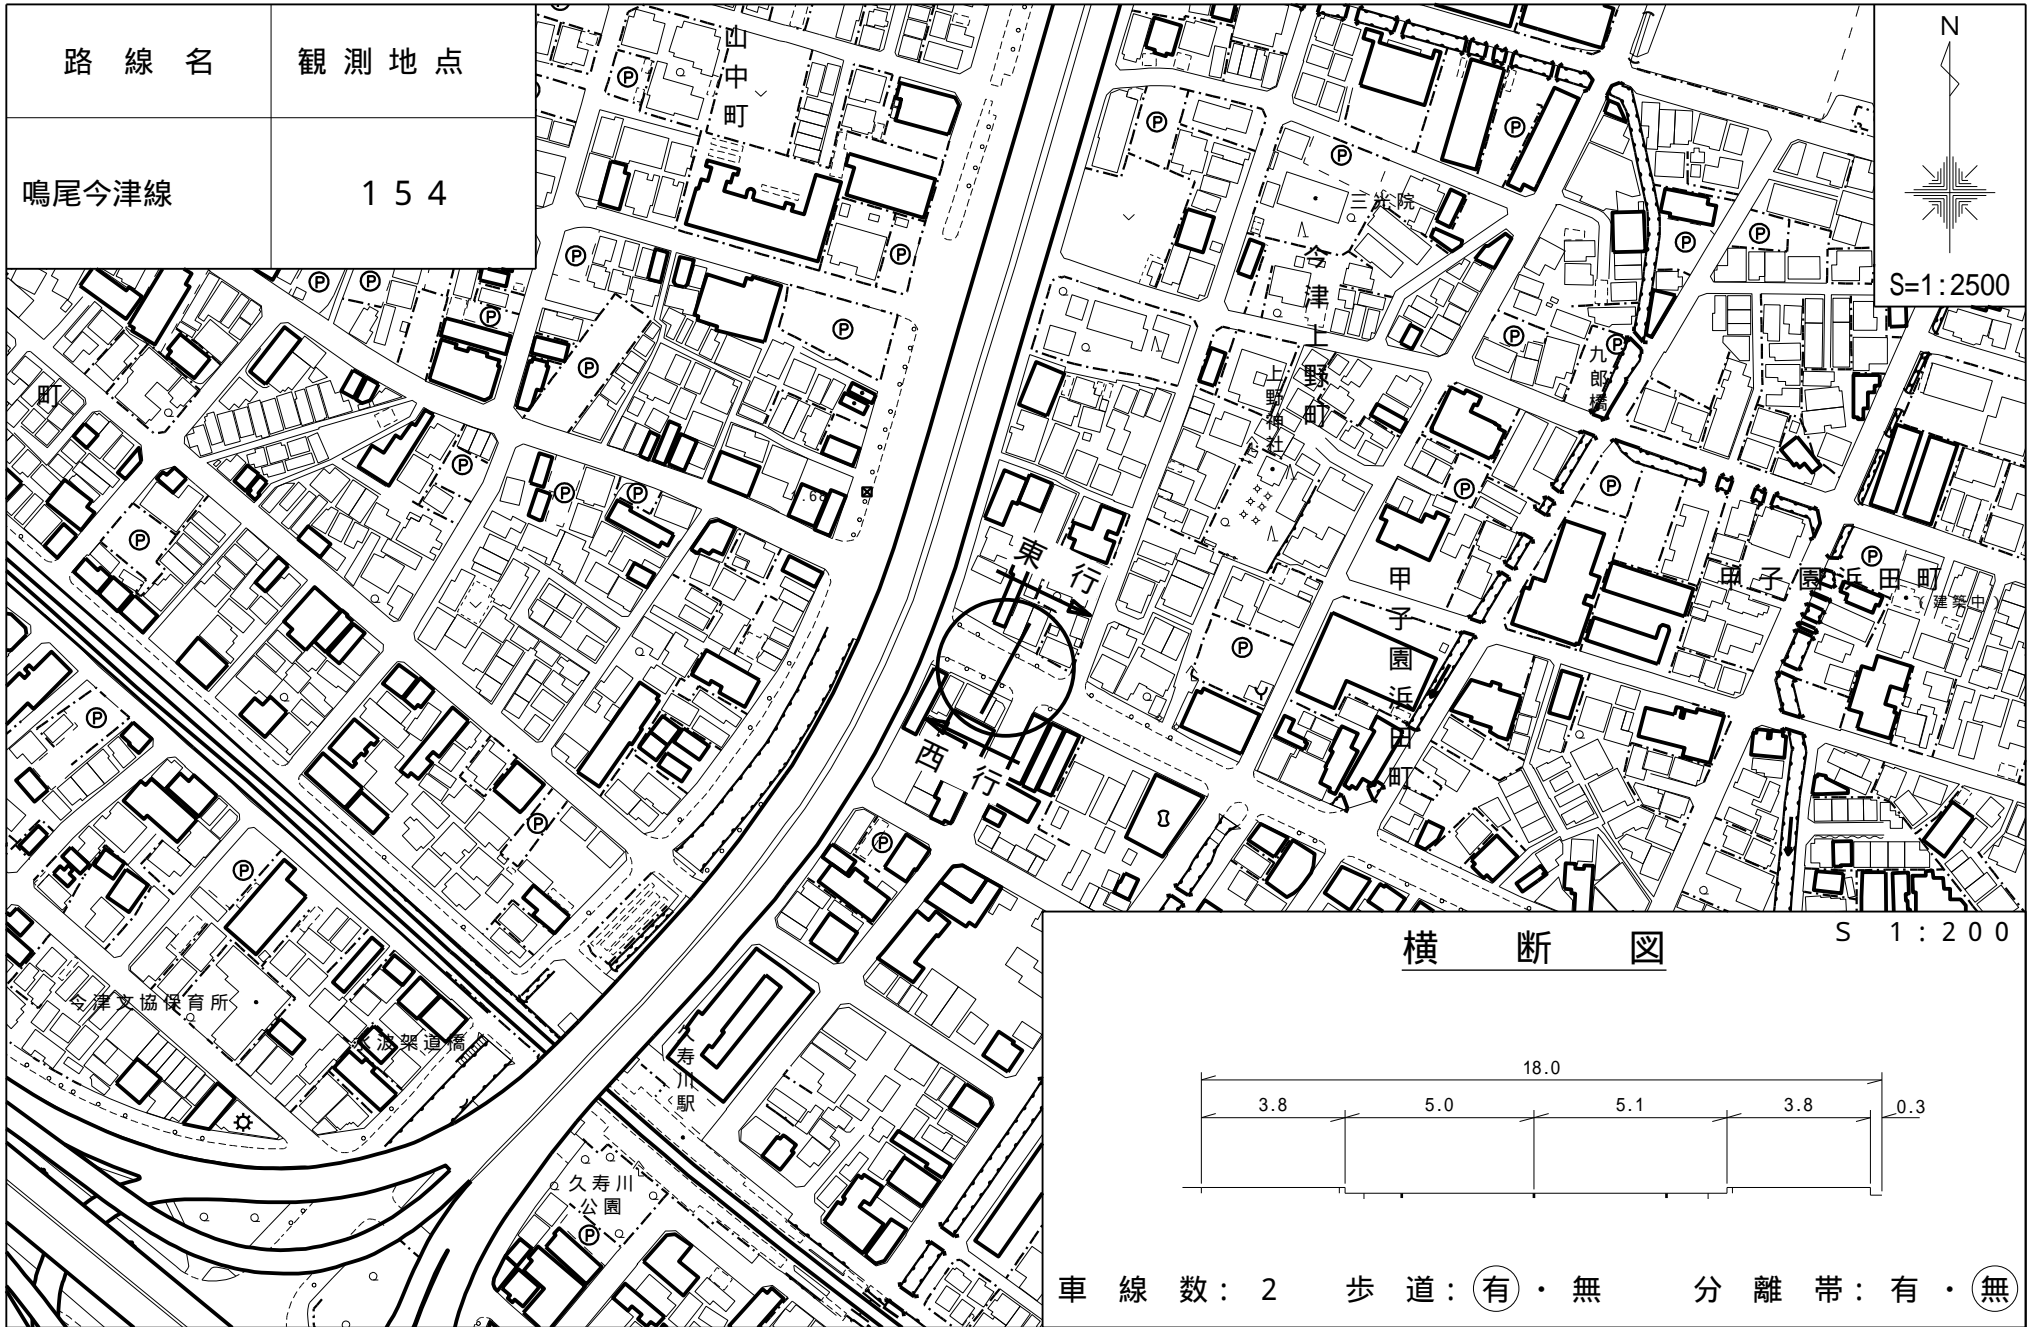 路線名 観測地点
鳴尾今津線 154
N
S=1:2500
山中町
三光院
今津上野町
上野神社
九郎橋
町
東行
西行
甲子園浜田町
甲子園浜田町
(建築中)
今津文協保育所
波架道橋
久寿川駅
久寿川
公園
横断図
S 1:200
18.0
3.8 5.0 5.1 3.8 0.3
車線数: 2 歩道: 有・無 分離帯: 有・無